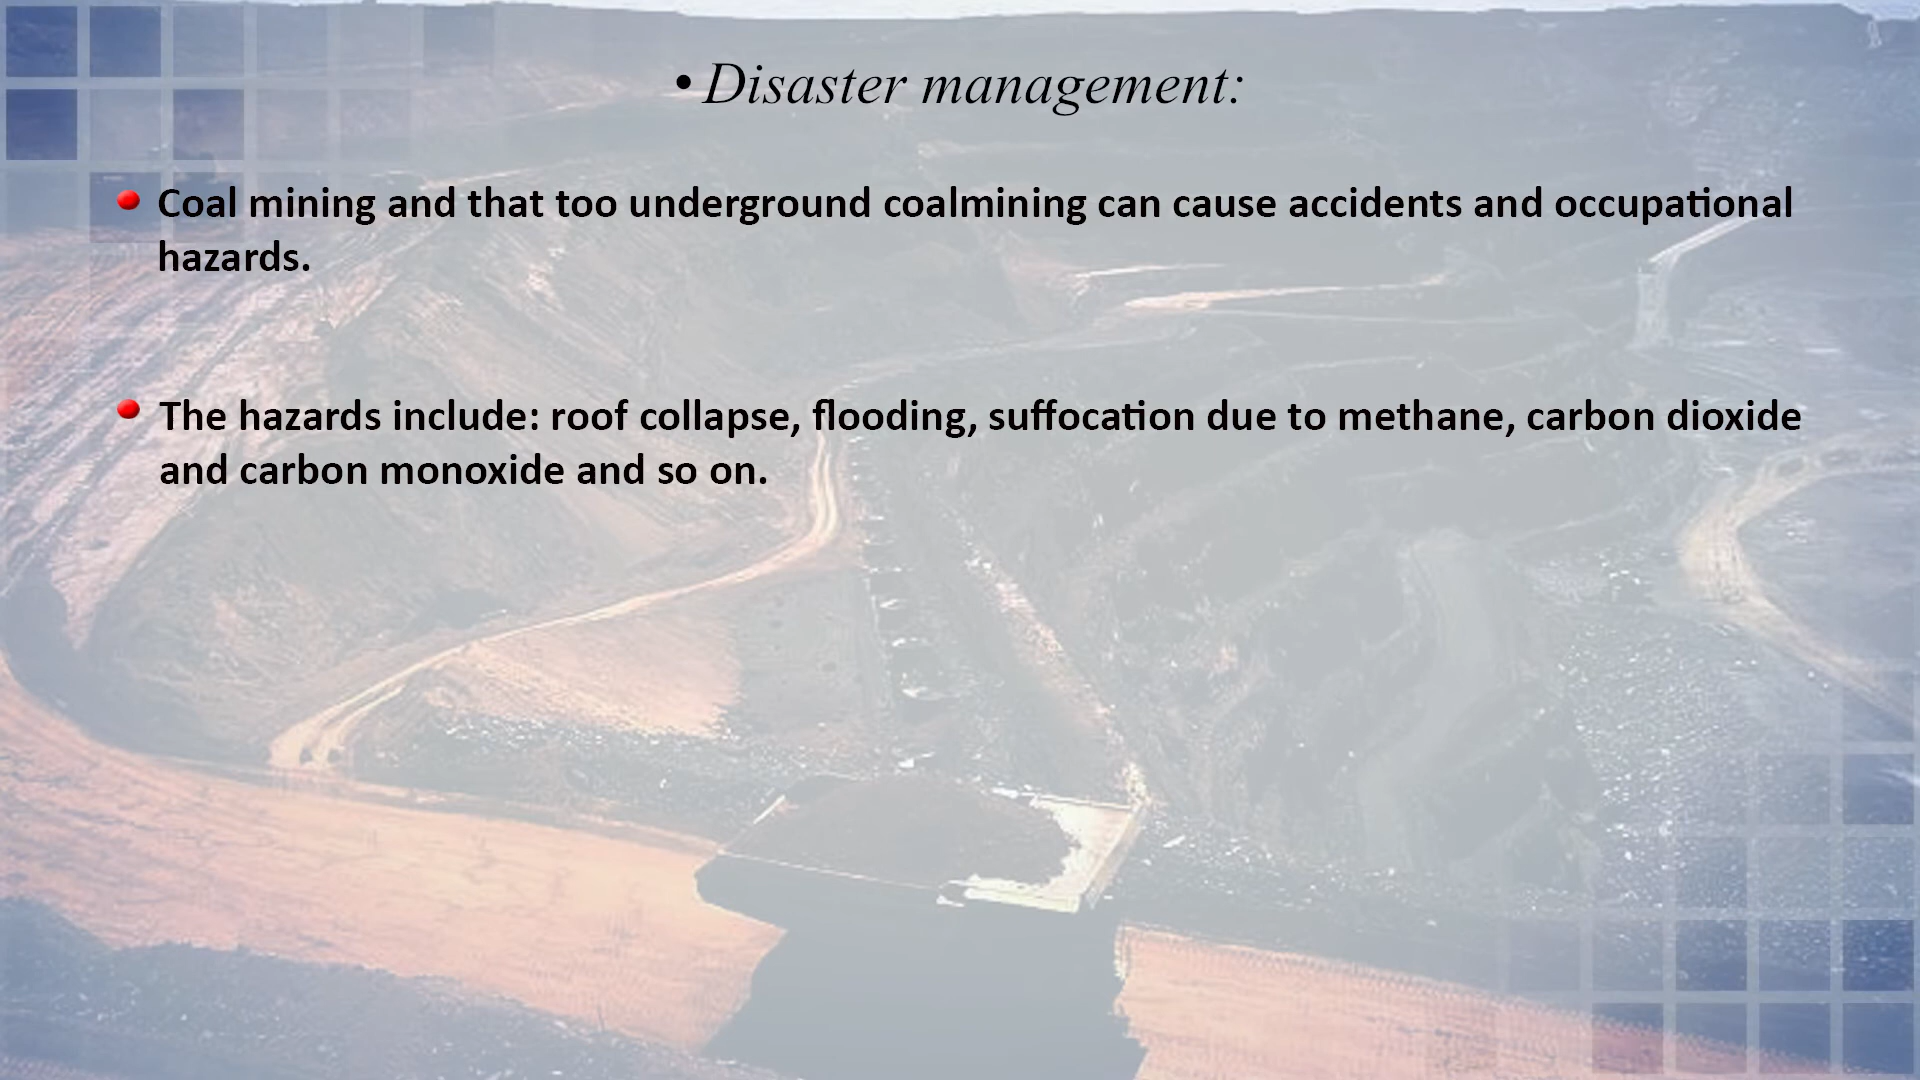 • Disaster management:
Coal mining and that too underground coalmining can cause accidents and occupational
hazards.
The hazards include: roof collapse, flooding, suffocation due to methane, carbon dioxide
and carbon monoxide and so on.